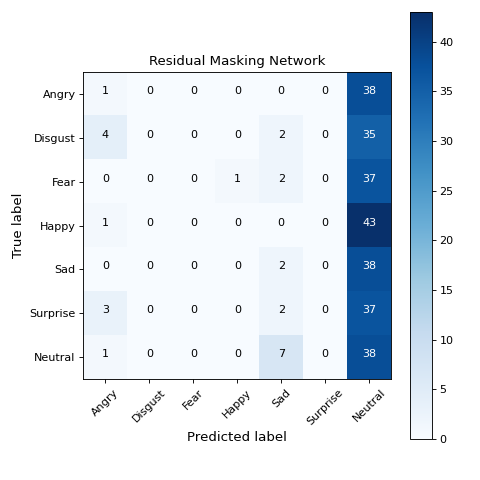 Residual Masking Network
True label
Angry 1 0 0 0 0 0 38
Disgust 4 0 0 0 2 0 35
Fear 0 0 0 1 2 0 37
Happy 1 0 0 0 0 0 43
Sad 0 0 0 0 2 0 38
Surprise 3 0 0 0 2 0 37
Neutral 1 0 0 0 7 0 38
Angry Disgust Fear Happy Sad Surprise Neutral
Predicted label
40
35
30
25
20
15
10
5
0